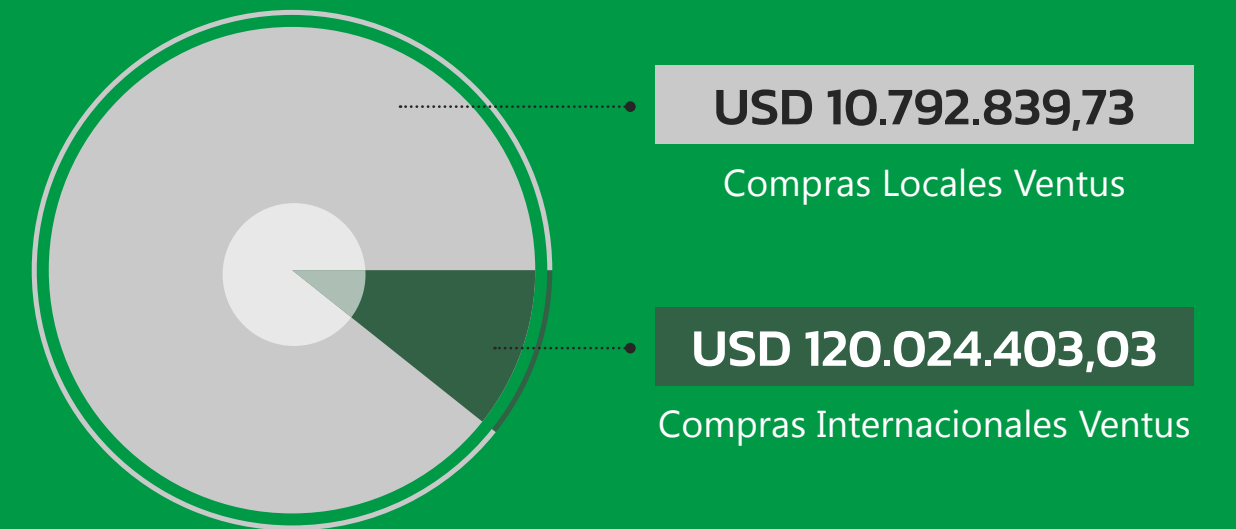 USD 10.792.839,73
Compras Locales Ventus
USD 120.024.403,03
Compras Internacionales Ventus